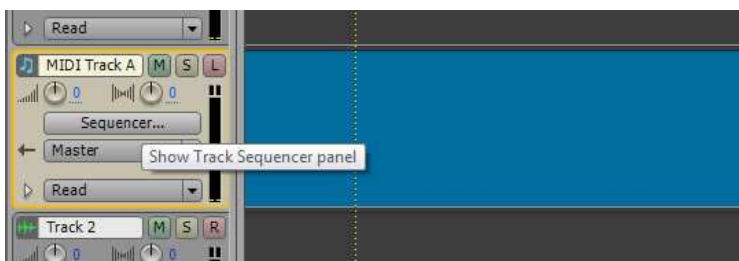 Read
MIDI Track A M S L
0 0
Sequencer...
Master
Show Track Sequencer panel
Read
Track 2 M S R
0 0